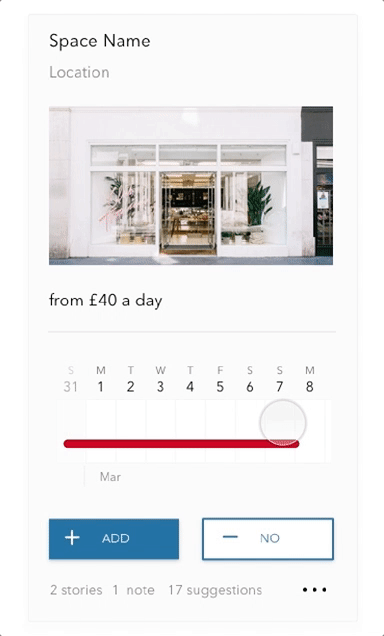 Space Name
Location
from £40 a day
S M T W T F S S M
31 1 2 3 4 5 6 7 8
Mar
+ ADD — NO
2 stories 1 note 17 suggestions •••